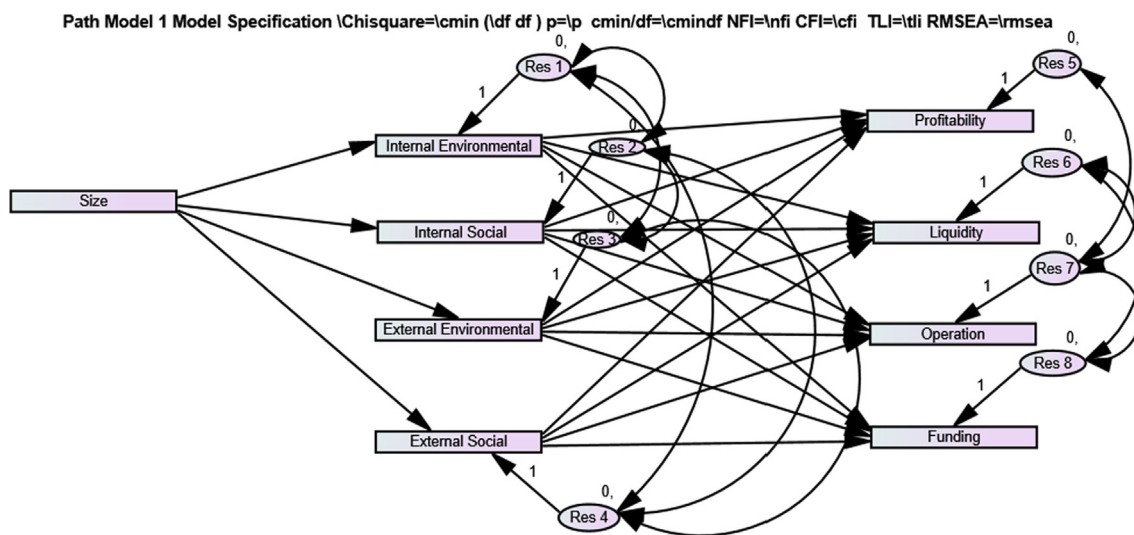 Path Model 1 Model Specification \Chisquare=\cmin (\df df ) p=\p cmin/df=\cmindf NFI=\nfi CFI=\cfi TLI=\tli RMSEA=\rmsea
0,
Res 1
1
0,
Res 5
1
Profitability
Internal Environmental
0,
Res 2
1
0,
Res 6
1
Size
Internal Social
0,
Res 3
1
Liquidity
0,
Res 7
1
External Environmental
Operation
0,
Res 8
1
External Social
Funding
1
0,
Res 4